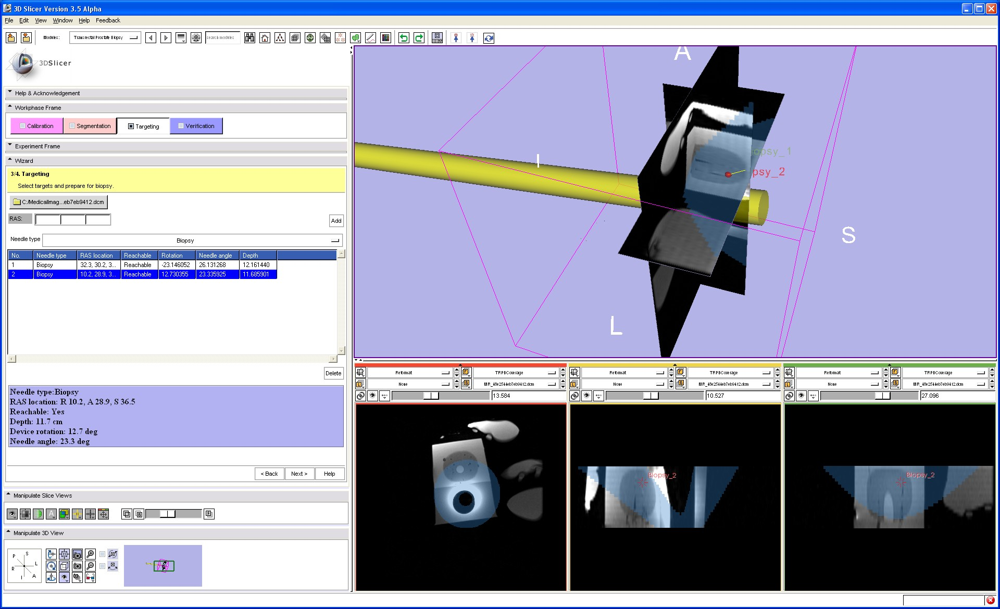 3D Slicer Version 3.5 Alpha
File Edit View Window Help Feedback
Modules: Transrectal Prostate Biopsy search modules
3DSlicer
Help & Acknowledgement
Workphase Frame
Calibration Segmentation Targeting Verification
Experiment Frame
Wizard
3/4. Targeting
Select targets and prepare for biopsy.
C:/MedicalImag...eb7eb9412.dcm
RAS:
Add
Needle type Biopsy
No. Needle type RAS location Reachable Rotation Needle angle Depth
1 Biopsy 32.3, 30.2, 3... Reachable -23.146052 26.131268 12.161440
2 Biopsy 10.2, 28.9, 3... Reachable 12.730355 23.335925 11.685901
Delete
Needle type:Biopsy
RAS location: R 10.2, A 28.9, S 36.5
Reachable: Yes
Depth: 11.7 cm
Device rotation: 12.7 deg
Needle angle: 23.3 deg
< Back Next > Help
Manipulate Slice Views
Manipulate 3D View
P S L R I A
A
I
opsy_1
psy_2
S
L
Reformat TRPBCoverage
None MR_48e2544eb7eb9412.dcm
13.584
Reformat TRPBCoverage
None MR_48e2544eb7eb9412.dcm
10.527
Reformat TRPBCoverage
None MR_48e2544eb7eb9412.dcm
27.096
Biopsy_2
Biopsy_2